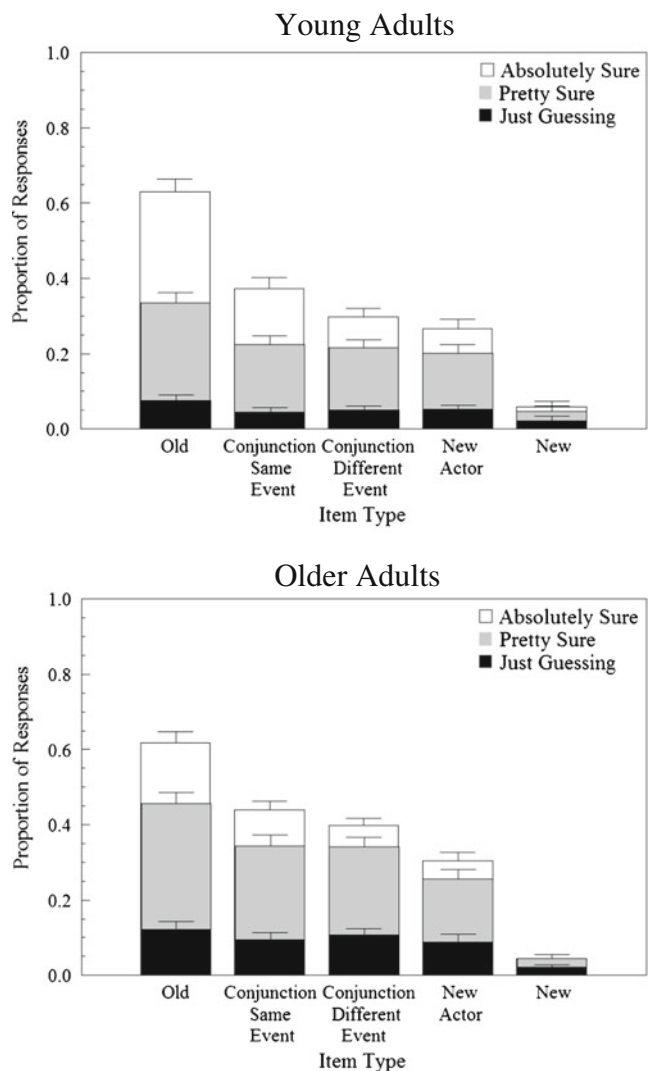 Young Adults
1.0
0.8
0.6
0.4
0.2
0.0
Proportion of Responses
Absolutely Sure
Pretty Sure
Just Guessing
Old
Conjunction
Same
Event
Conjunction
Different
Event
New
Actor
New
Item Type
Older Adults
1.0
0.8
0.6
0.4
0.2
0.0
Proportion of Responses
Absolutely Sure
Pretty Sure
Just Guessing
Old
Conjunction
Same
Event
Conjunction
Different
Event
New
Actor
New
Item Type